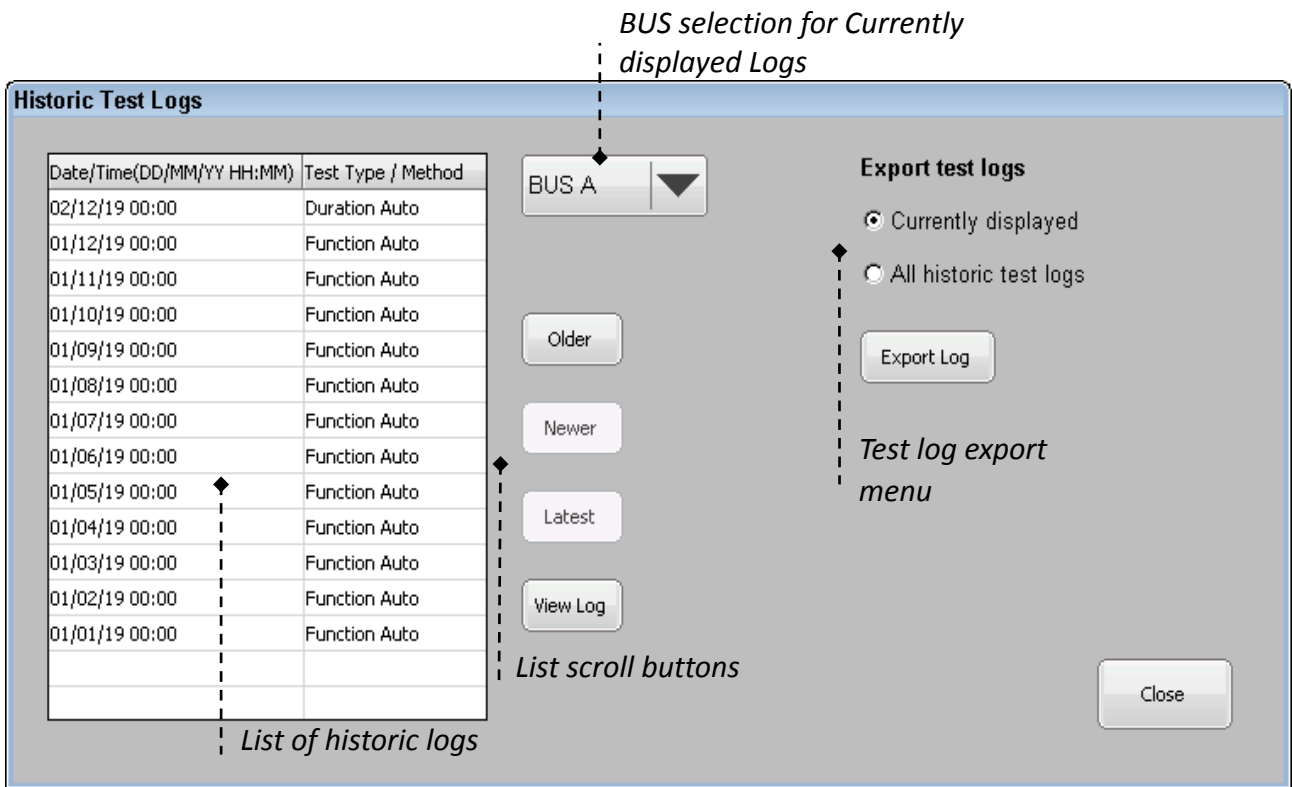 BUS selection for Currently
displayed Logs
Historic Test Logs
Date/Time(DD/MM/YY HH:MM) Test Type / Method
02/12/19 00:00 Duration Auto
01/12/19 00:00 Function Auto
01/11/19 00:00 Function Auto
01/10/19 00:00 Function Auto
01/09/19 00:00 Function Auto
01/08/19 00:00 Function Auto
01/07/19 00:00 Function Auto
01/06/19 00:00 Function Auto
01/05/19 00:00 Function Auto
01/04/19 00:00 Function Auto
01/03/19 00:00 Function Auto
01/02/19 00:00 Function Auto
01/01/19 00:00 Function Auto
List of historic logs
BUS A
Older
Newer
Latest
View Log
List scroll buttons
Export test logs
Currently displayed
All historic test logs
Export Log
Test log export
menu
Close